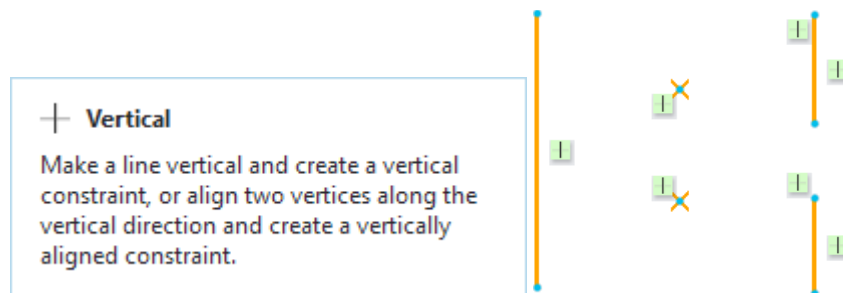 Vertical
Make a line vertical and create a vertical
constraint, or align two vertices along the
vertical direction and create a vertically
aligned constraint.